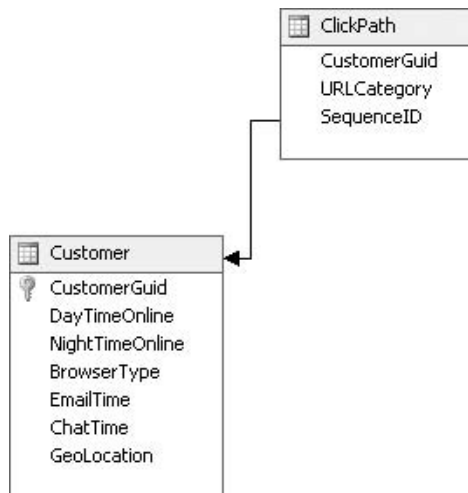 ClickPath
CustomerGuid
URLCategory
SequenceID
Customer
CustomerGuid
DayTimeOnline
NightTimeOnline
BrowserType
EmailTime
ChatTime
GeoLocation